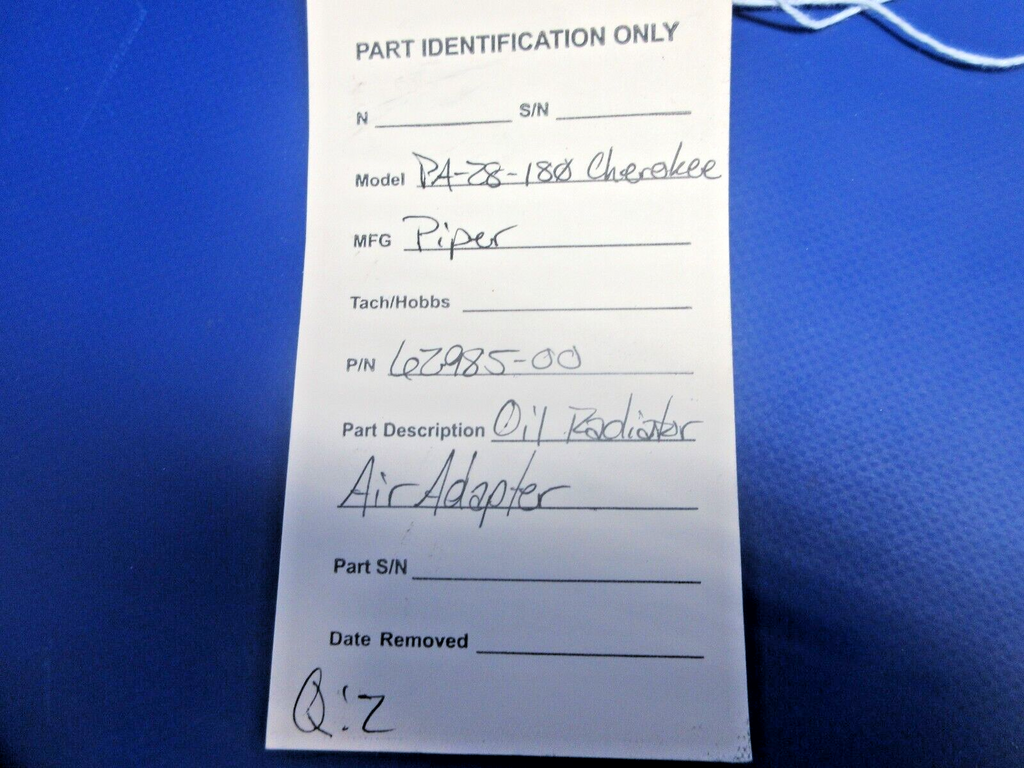 PART IDENTIFICATION ONLY
N S/N
Model PA-28-180 Cherokee
MFG Piper
Tach/Hobbs
P/N 62985-00
Part Description Oil Radiator
Air Adapter
Part S/N
Date Removed
Q:2